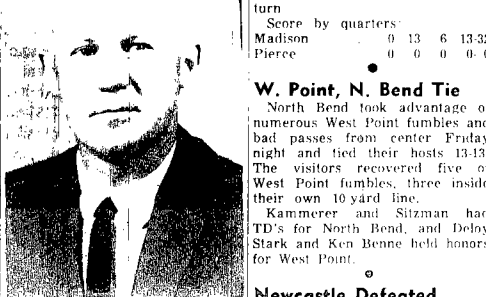 turn
Score by quarters:
Madison . 0 13 6 13-32
Pierce 0 0 0 0- 0
W. Point, N. Bend Tie
North Bend took advantage o
numerous West Point fumbles and
bad passes from center Friday
night and tied their hosts 13-13
The visitors recovered five o
West Point fumbles, three inside
their own 10 yard line.
Kammerer and Sitzman had
TD's for North Bend, and Deloy
Stark and Ken Benne held honors
for West Point.
Newcastle Defeated